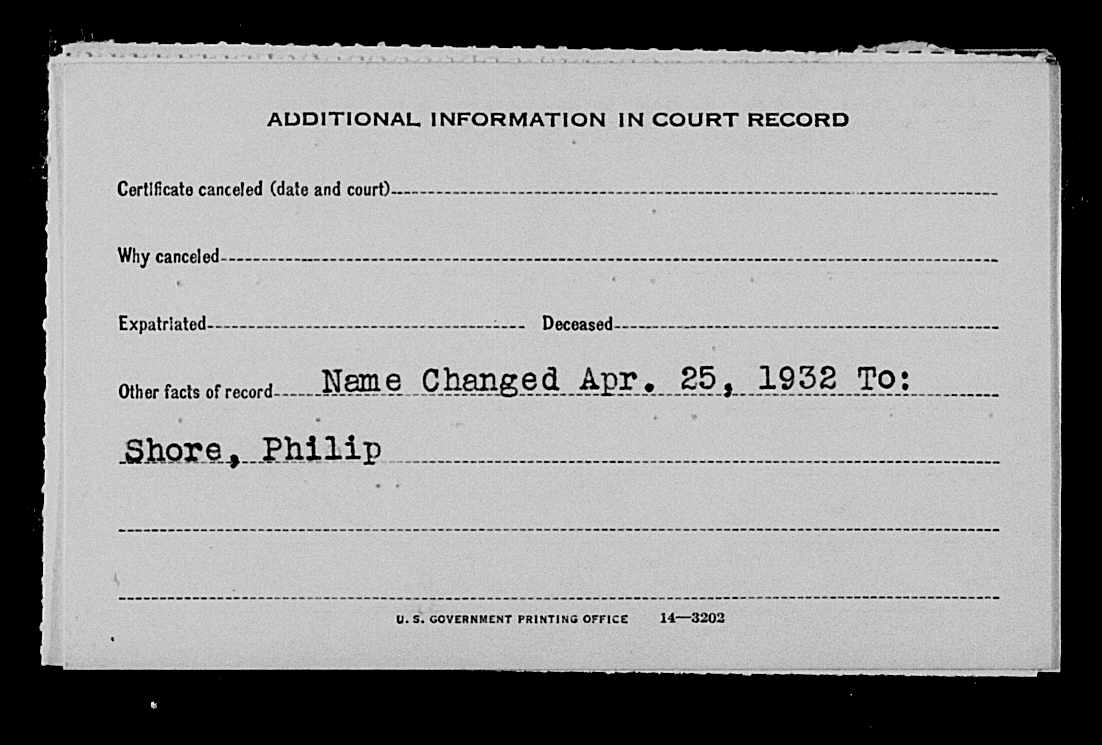 ADDITIONAL INFORMATION IN COURT RECORD
Certificate canceled (date and court)
Why canceled
Expatriated Deceased
Other facts of record Name Changed Apr. 25, 1932 To:
Shore, Philip
U. S. GOVERNMENT PRINTING OFFICE 14—3202